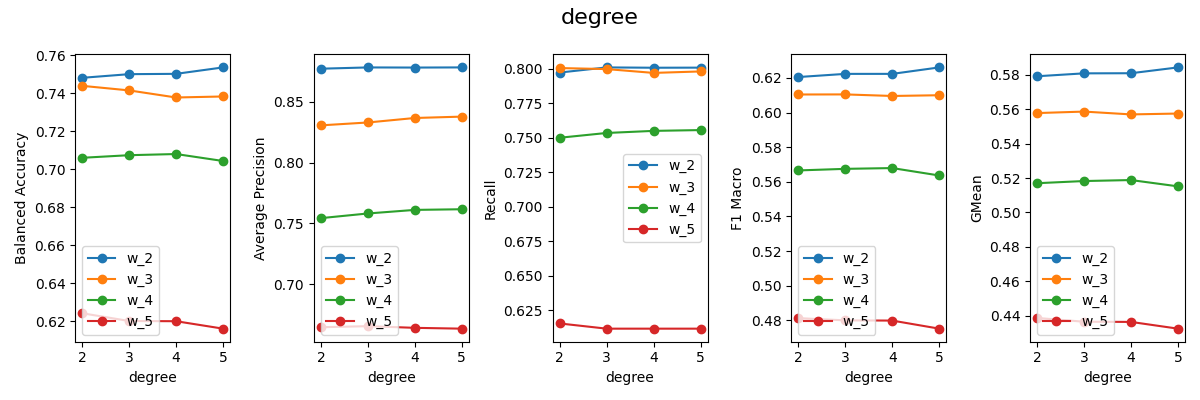 degree
Balanced Accuracy
0.76
0.74
0.72
0.70
0.68
0.66
0.64
0.62
w_2
w_3
w_4
w_5
2 3 4 5
degree
Average Precision
0.85
0.80
0.75
0.70
w_2
w_3
w_4
w_5
2 3 4 5
degree
Recall
0.800
0.775
0.750
0.725
0.700
0.675
0.650
0.625
w_2
w_3
w_4
w_5
2 3 4 5
degree
F1 Macro
0.62
0.60
0.58
0.56
0.54
0.52
0.50
0.48
w_2
w_3
w_4
w_5
2 3 4 5
degree
GMean
0.58
0.56
0.54
0.52
0.50
0.48
0.46
0.44
w_2
w_3
w_4
w_5
2 3 4 5
degree